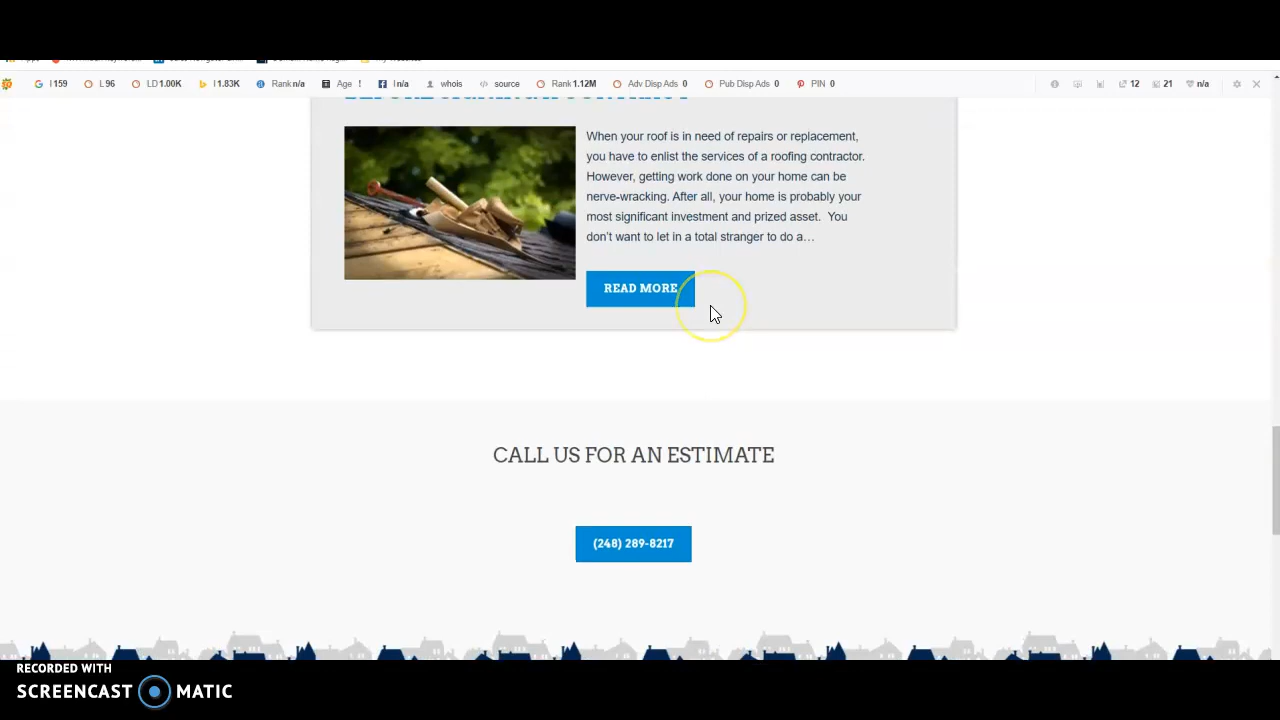 I 159 L 96 LD 1.00K I 1.83K Rank n/a Age ! I n/a whois source Rank 1.12M Adv Disp Ads 0 Pub Disp Ads 0 PIN 0 12 21 n/a
When your roof is in need of repairs or replacement,
you have to enlist the services of a roofing contractor.
However, getting work done on your home can be
nerve-wracking. After all, your home is probably your
most significant investment and prized asset.  You
don't want to let in a total stranger to do a…
READ MORE
CALL US FOR AN ESTIMATE
(248) 289-8217
RECORDED WITH
SCREENCAST MATIC